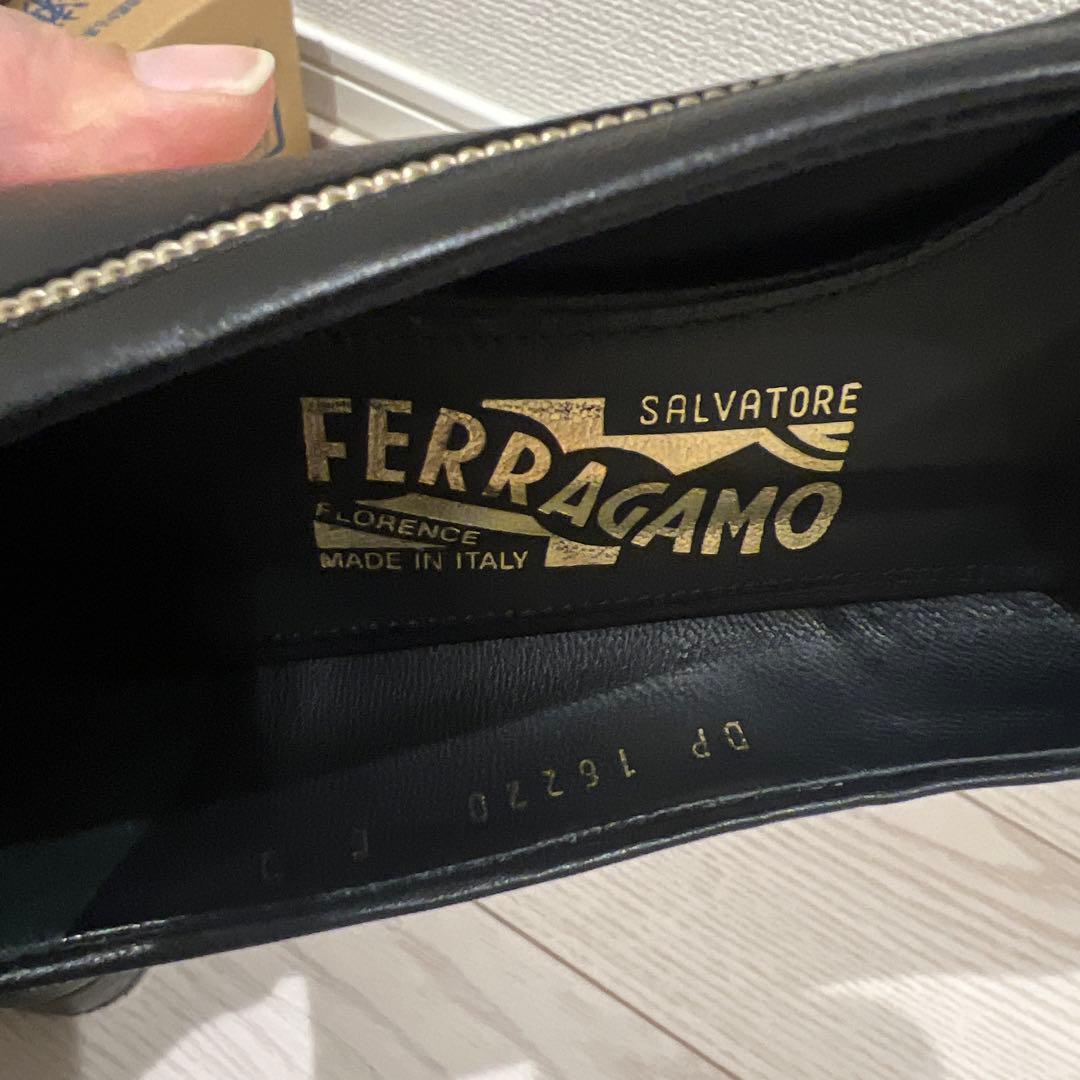 SALVATORE
FERRAGAMO
FLORENCE
MADE IN ITALY
DP 16220